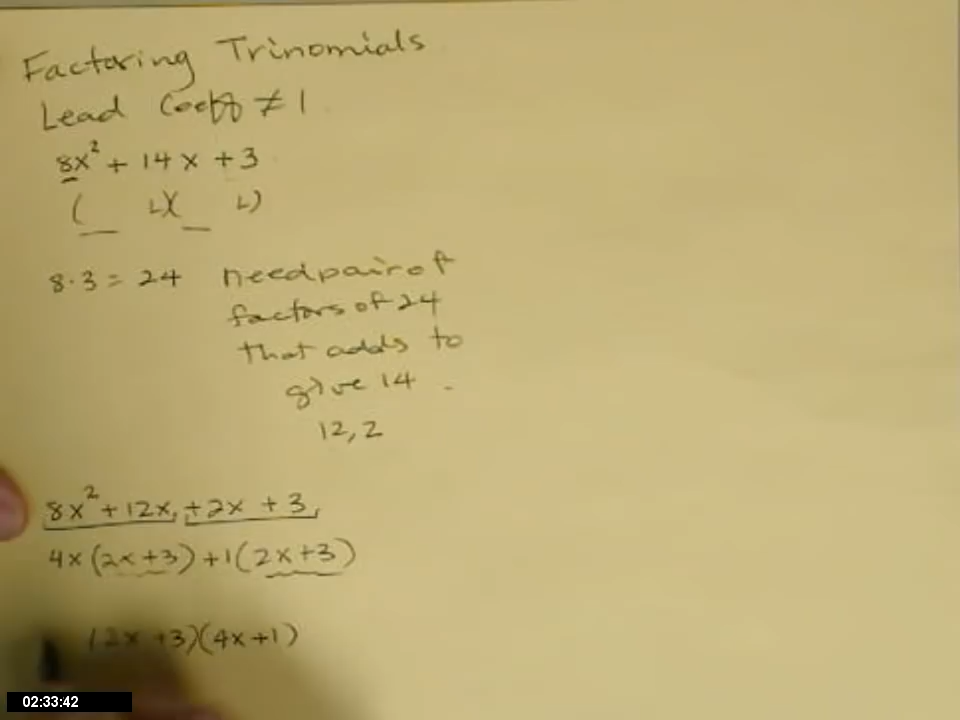 Factoring Trinomials
Lead Coeff ≠ 1
8x² + 14x + 3
(__ )(__ )
8·3 = 24 need pair of
factors of 24
that adds to
give 14.
12, 2
8x² + 12x, + 2x + 3,
4x(2x+3) + 1(2x+3)
(2x+3)(4x+1)
02:33:42